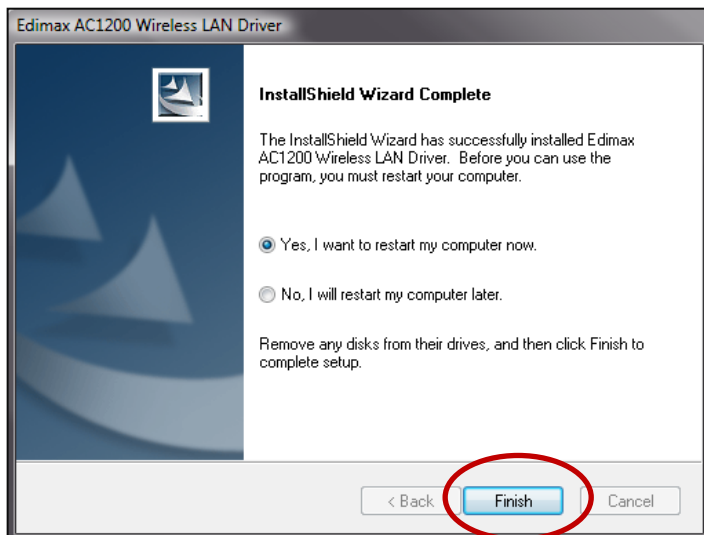 Edimax AC1200 Wireless LAN Driver
InstallShield Wizard Complete
The InstallShield Wizard has successfully installed Edimax
AC1200 Wireless LAN Driver. Before you can use the
program, you must restart your computer.
Yes, I want to restart my computer now.
No, I will restart my computer later.
Remove any disks from their drives, and then click Finish to
complete setup.
< Back Finish Cancel